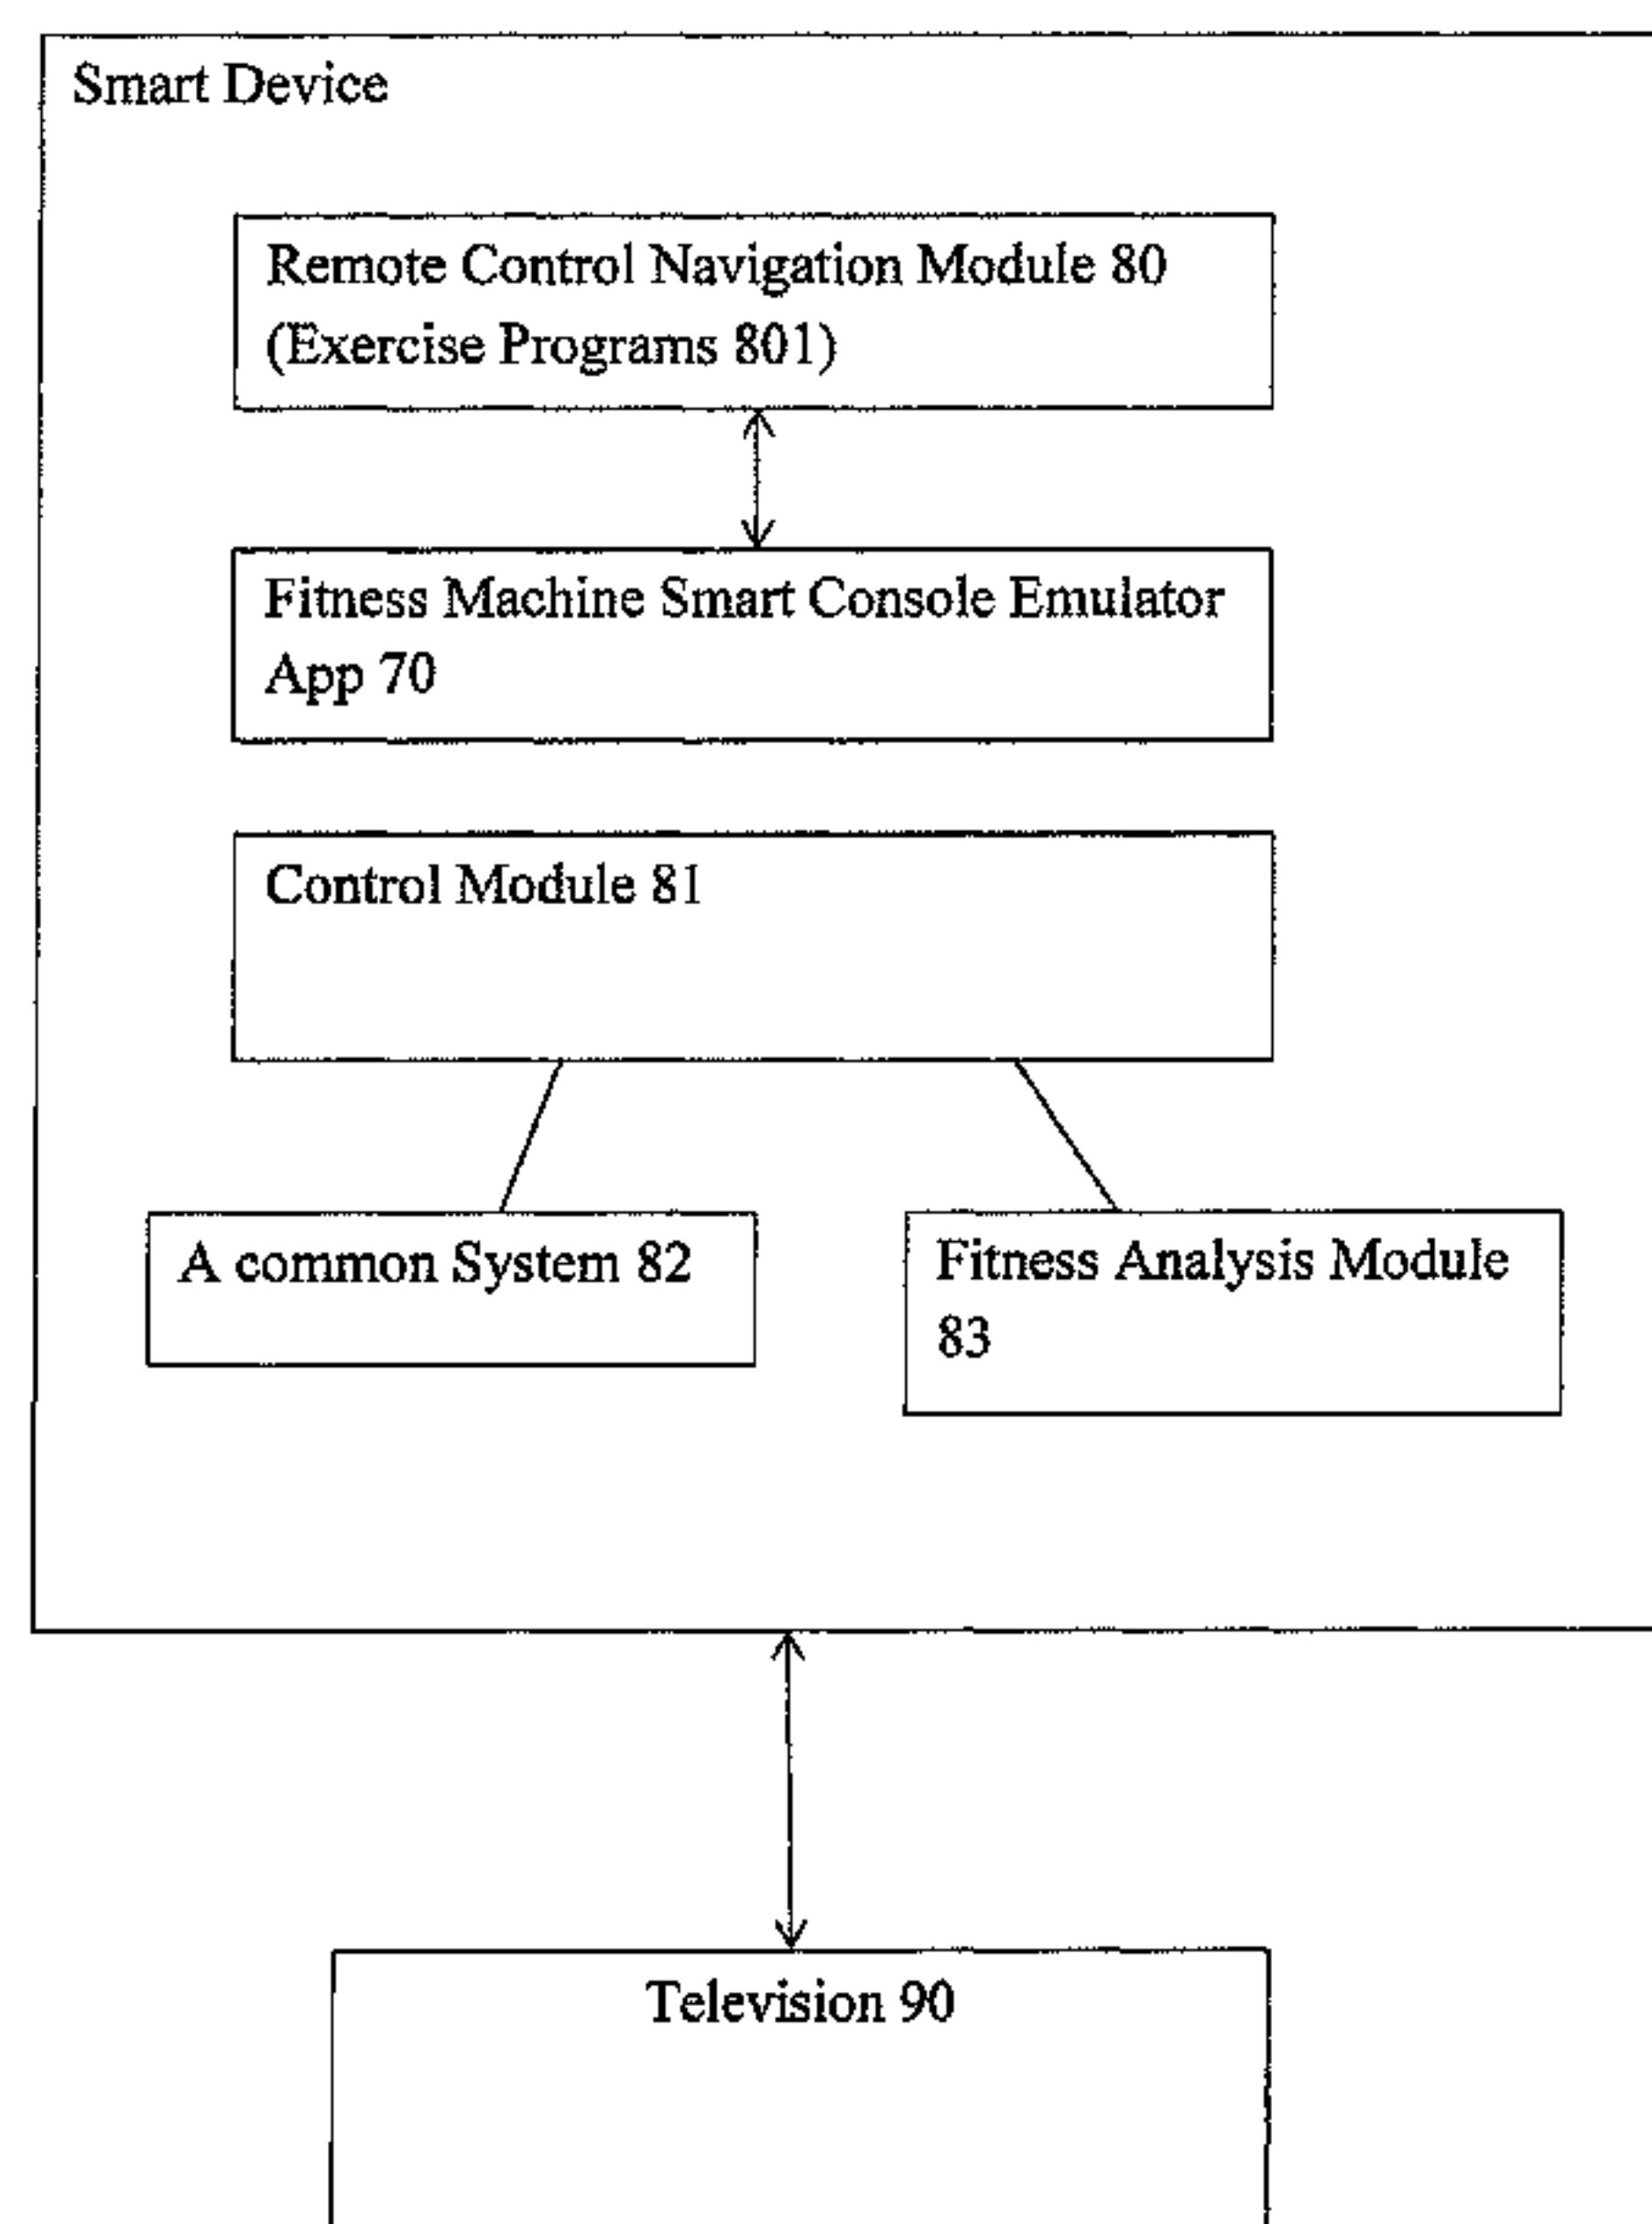 Smart Device
Remote Control Navigation Module 80
(Exercise Programs 801)
Fitness Machine Smart Console Emulator
App 70
Control Module 81
A common System 82
Fitness Analysis Module
83
Television 90